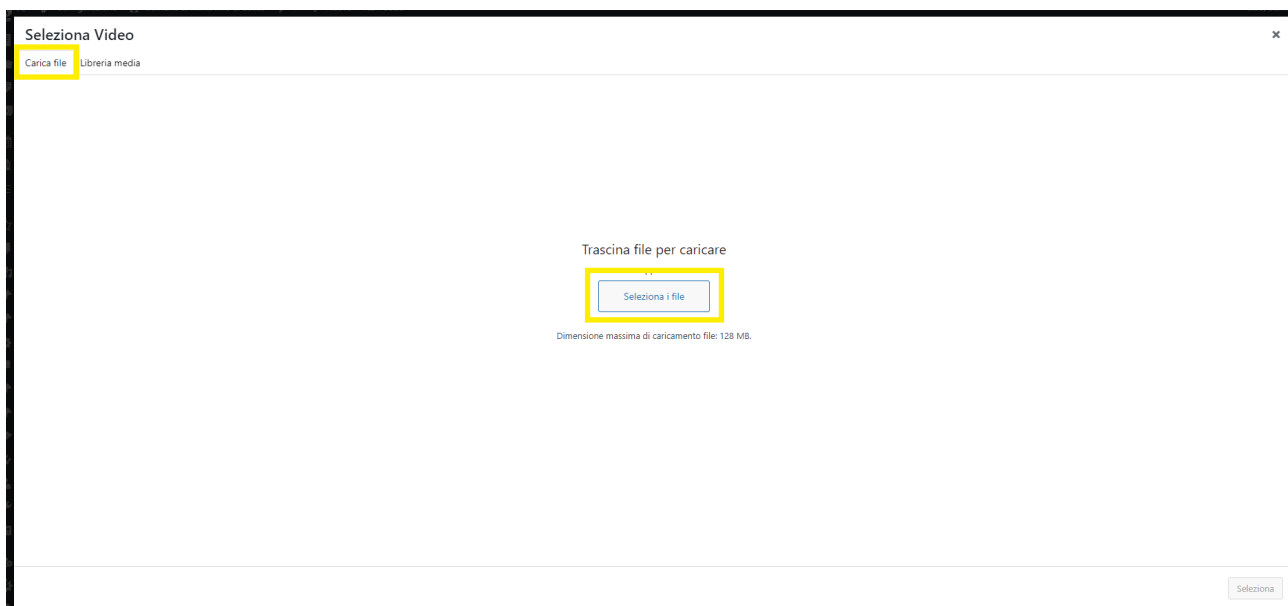 Seleziona Video
Carica file Libreria media
Trascina file per caricare
Seleziona i file
Dimensione massima di caricamento file: 128 MB.
Seleziona